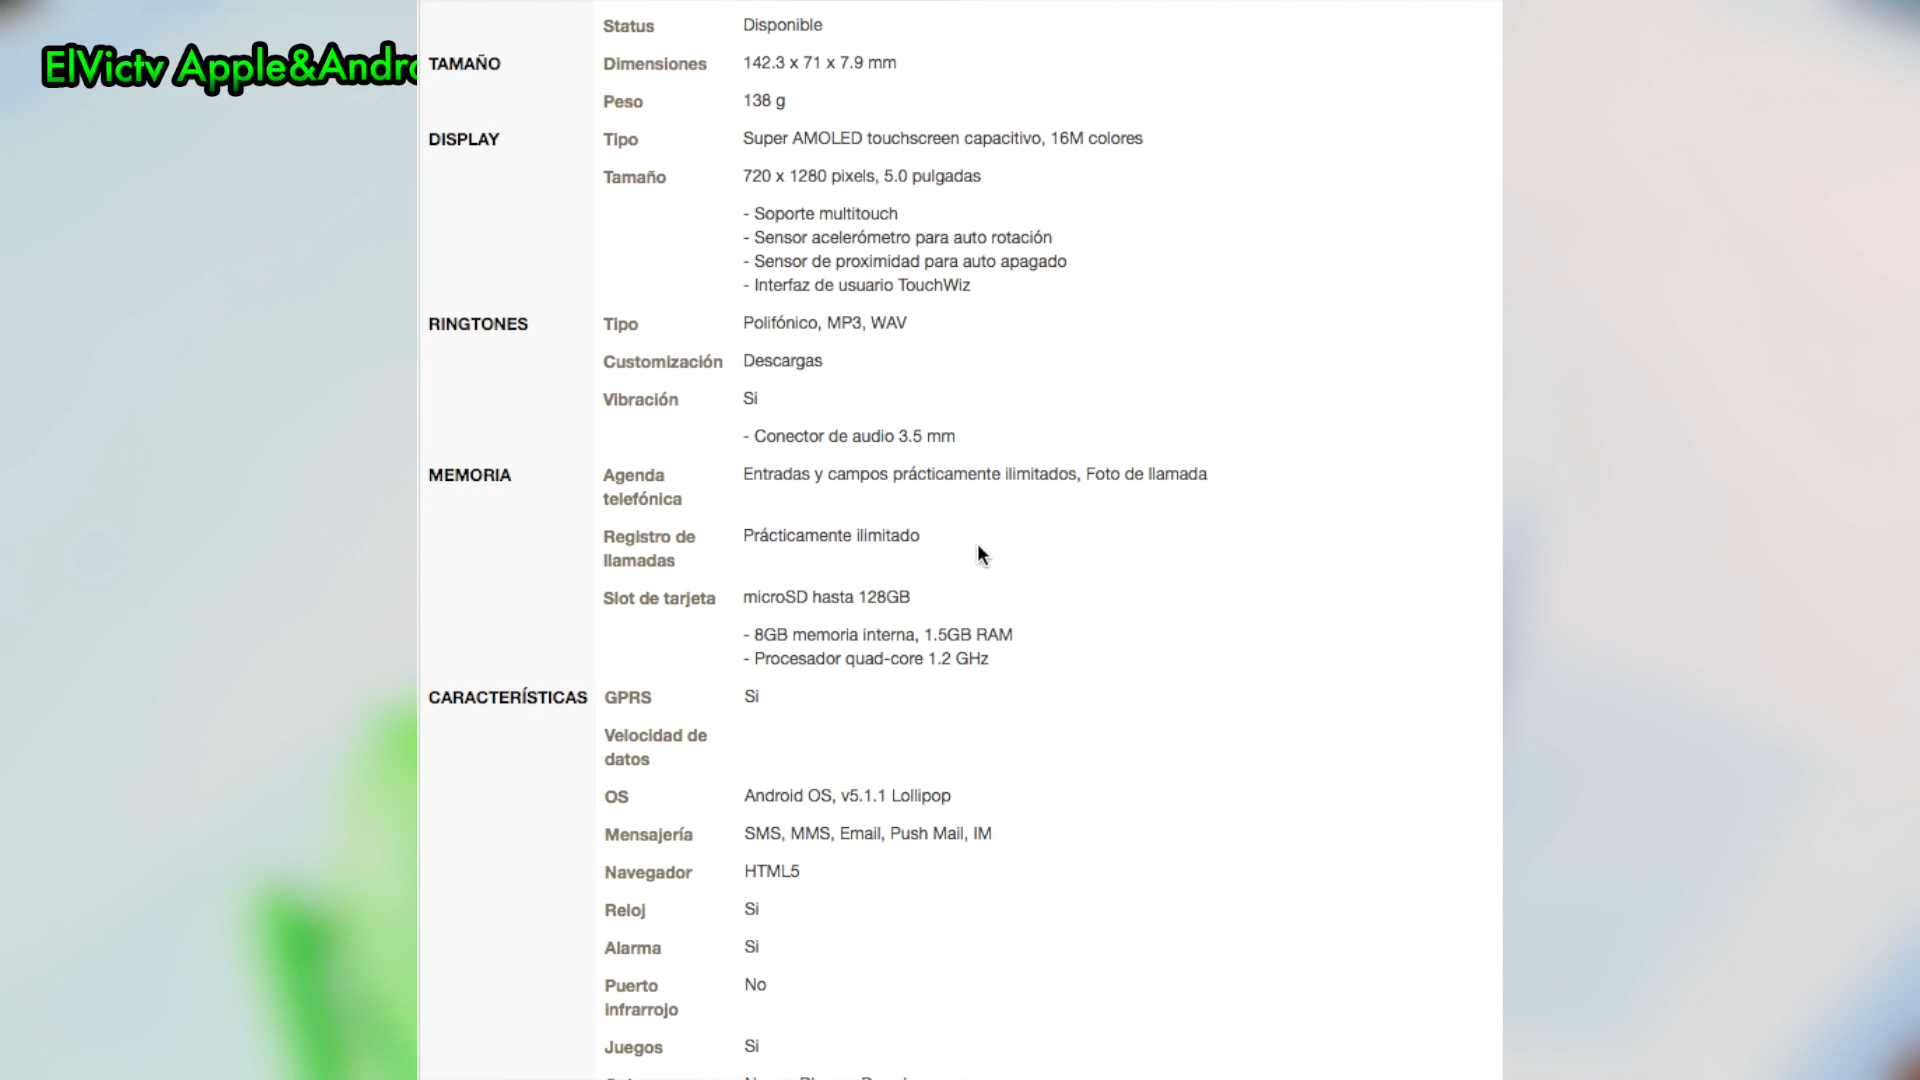 ElVictv Apple&Andro
Status Disponible
TAMAÑO Dimensiones 142.3 x 71 x 7.9 mm
Peso 138 g
DISPLAY Tipo Super AMOLED touchscreen capacitivo, 16M colores
Tamaño 720 x 1280 pixels, 5.0 pulgadas
- Soporte multitouch
- Sensor acelerómetro para auto rotación
- Sensor de proximidad para auto apagado
- Interfaz de usuario TouchWiz
RINGTONES Tipo Polifónico, MP3, WAV
Customización Descargas
Vibración Si
- Conector de audio 3.5 mm
MEMORIA Agenda telefónica Entradas y campos prácticamente ilimitados, Foto de llamada
Registro de llamadas Prácticamente ilimitado
Slot de tarjeta microSD hasta 128GB
- 8GB memoria interna, 1.5GB RAM
- Procesador quad-core 1.2 GHz
CARACTERÍSTICAS GPRS Si
Velocidad de datos
OS Android OS, v5.1.1 Lollipop
Mensajería SMS, MMS, Email, Push Mail, IM
Navegador HTML5
Reloj Si
Alarma Si
Puerto infrarrojo No
Juegos Si